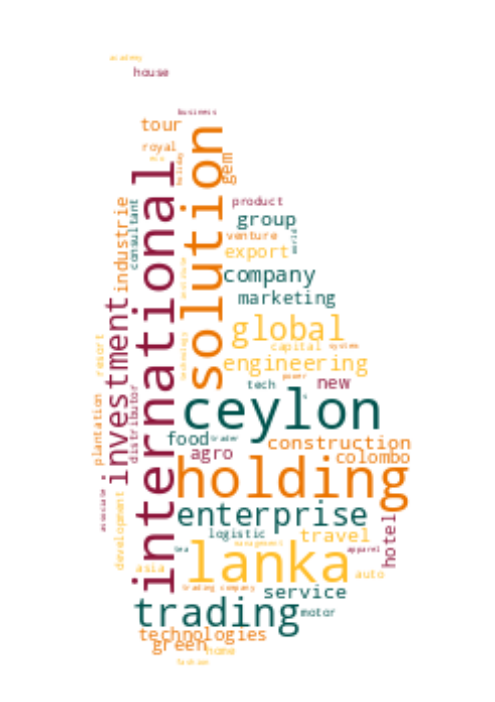 academy
house
business
tour
royal
holiday
gem
solution
international
product
group
venture
world
industrie
consultant
export
company
marketing
global
capital system
investment
technology
resort
engineering
power
tech
new
ceylon
food trader
construction
agro
colombo
plantation
distributor
holding
associate
enterprise
development
logistic
travel
hotel
tea
management
apparel
lanka
asia
auto
trading company
service
trading
motor
technologies
green
home
fashion